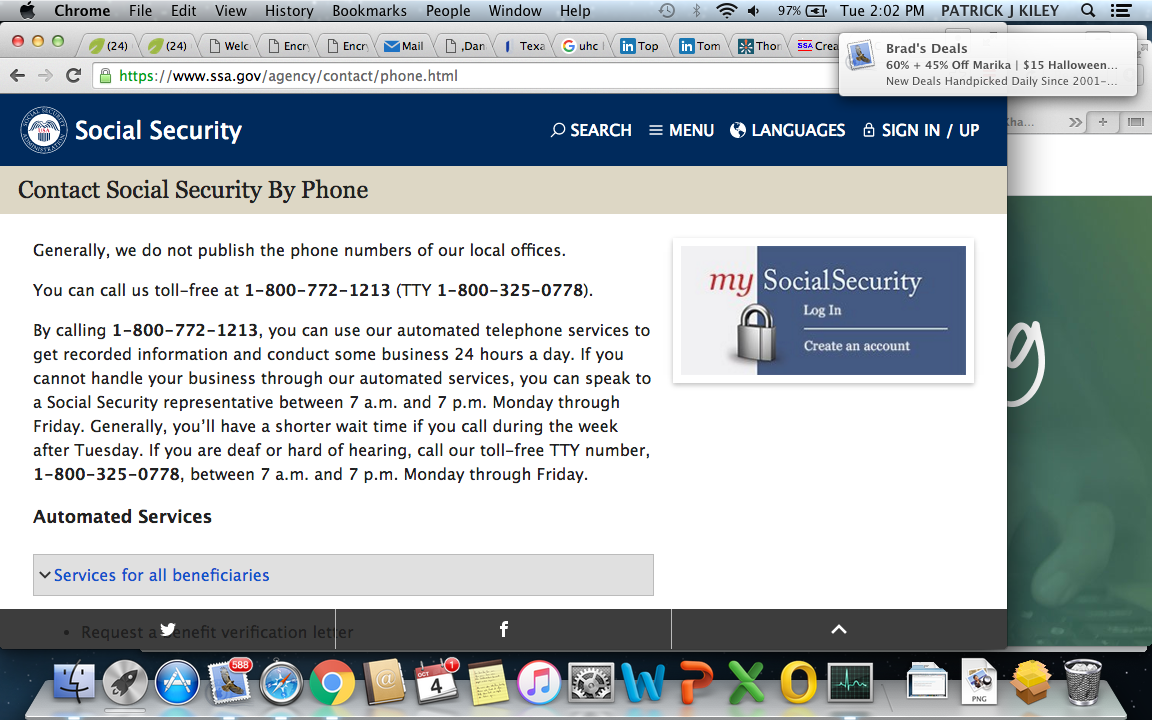 Chrome File Edit View History Bookmarks People Window Help 97% Tue 2:02 PM PATRICK J KILEY
(24) (24) Welc Encry Encry Mail ,Dan Texa uhc l Top Tom Thor SSA Crea
Brad's Deals
60% + 45% Off Marika | $15 Halloween...
New Deals Handpicked Daily Since 2001-...
https://www.ssa.gov/agency/contact/phone.html
Social Security SEARCH MENU LANGUAGES SIGN IN / UP
Contact Social Security By Phone
Generally, we do not publish the phone numbers of our local offices.
You can call us toll-free at 1-800-772-1213 (TTY 1-800-325-0778).
By calling 1-800-772-1213, you can use our automated telephone services to
get recorded information and conduct some business 24 hours a day. If you
cannot handle your business through our automated services, you can speak to
a Social Security representative between 7 a.m. and 7 p.m. Monday through
Friday. Generally, you'll have a shorter wait time if you call during the week
after Tuesday. If you are deaf or hard of hearing, call our toll-free TTY number,
1-800-325-0778, between 7 a.m. and 7 p.m. Monday through Friday.
my Social Security
Log In
Create an account
Automated Services
Services for all beneficiaries
• Request a benefit verification letter
588
OCT
4
1
PNG